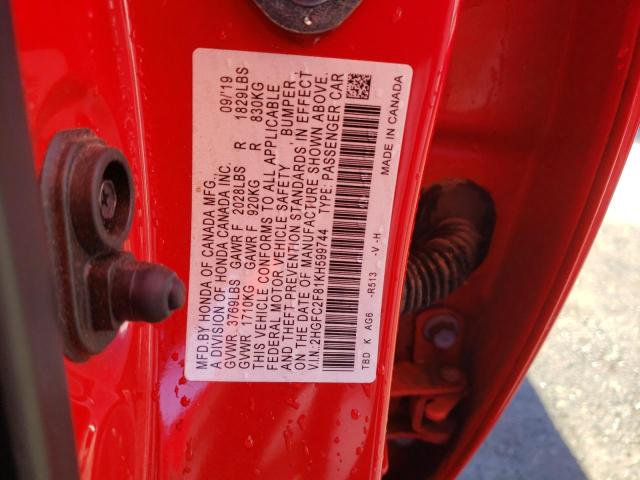 MFD.BY HONDA OF CANADA MFG., 09/19
A DIVISION OF HONDA CANADA INC.
GVWR 3769LBS GAWR F 2028LBS R 1829LBS
GVWR 1710KG GAWR F 920KG R 830KG
THIS VEHICLE CONFORMS TO ALL APPLICABLE
FEDERAL MOTOR VEHICLE SAFETY, BUMPER,
AND THEFT-PREVENTION STANDARDS IN EFFECT
ON THE DATE OF MANUFACTURE SHOWN ABOVE.
V.I.N.:2HGFC2F81KH599744 TYPE: PASSENGER CAR
TBD K AG6 -R513 -V -H MADE IN CANADA